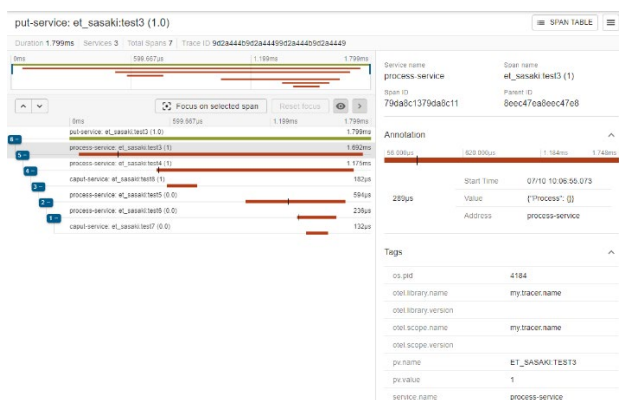 put-service: et_sasaki:test3 (1.0)
SPAN TABLE
Duration 1.799ms Services 3 Total Spans 7 Trace ID 9d2a444b9d2a44499d2a444b9d2a4449
0ms 599.667µs 1.199ms 1.799ms
Focus on selected span Reset focus
0ms 599.667µs 1.199ms 1.799ms
6 - put-service: et_sasaki:test3 (1.0) 1.799ms
5 - process-service: et_sasaki:test3 (1) 1.692ms
4 - process-service: et_sasaki:test4 (1) 1.175ms
3 - caput-service: et_sasaki:test6 (1) 162µs
2 - process-service: et_sasaki:test5 (0.0) 594µs
process-service: et_sasaki:test6 (0.0) 236µs
1 - caput-service: et_sasaki:test7 (0.0) 132µs
Service name Span name
process-service et_sasaki:test3 (1)
Span ID Parent ID
79da8c1379da8c11 8eec47ea8eec47e8
Annotation
56.000µs 620.000µs 1.184ms 1.748ms
Start Time 07/10 10:06:55.073
289µs Value {"Process": {}}
Address process-service
Tags
os.pid 4184
otel.library.name my.tracer.name
otel.library.version
otel.scope.name my.tracer.name
otel.scope.version
pv.name ET_SASAKI:TEST3
pv.value 1
service.name process-service